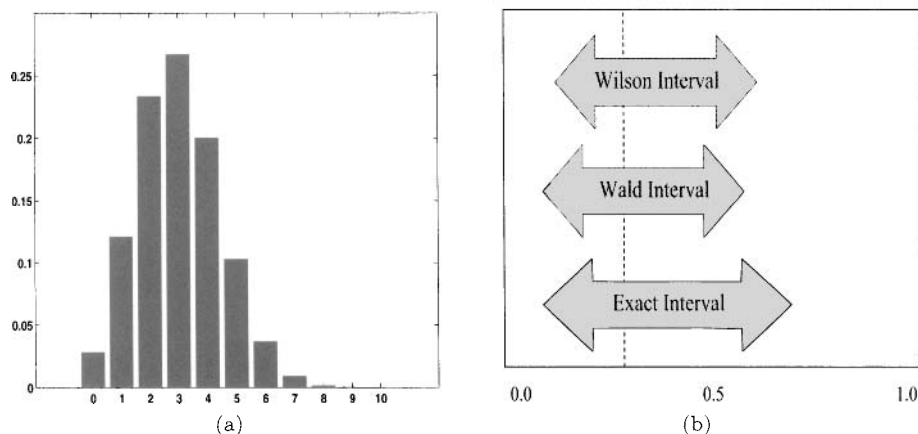 0.25
0.2
0.15
0.1
0.05
0
0 1 2 3 4 5 6 7 8 9 10
(a)
Wilson Interval
Wald Interval
Exact Interval
0.0 0.5 1.0
(b)